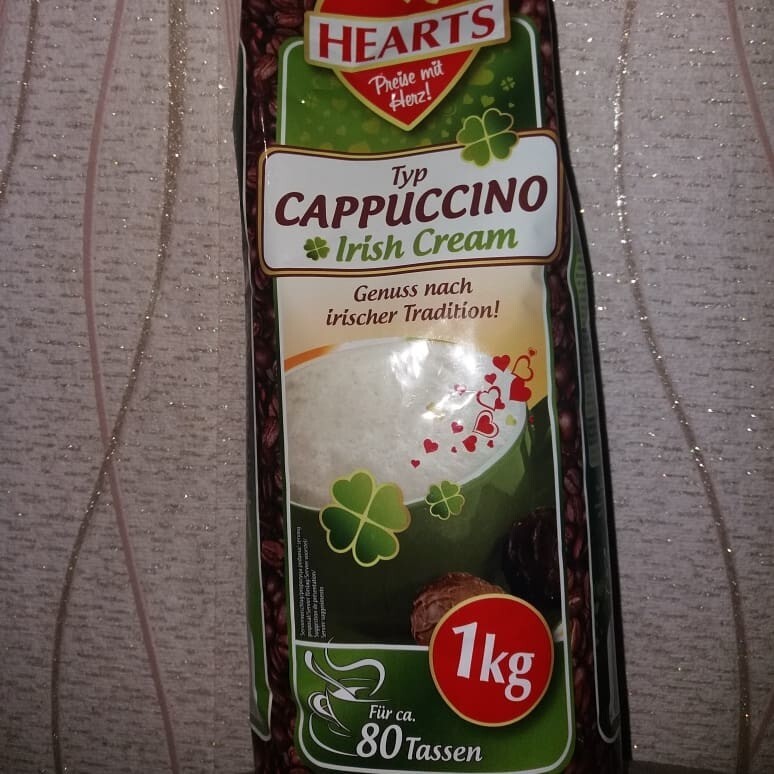 HEARTS
Preise mit
Herz!
Typ
CAPPUCCINO
Irish Cream
Genuss nach
irischer Tradition!
1kg
Für ca.
80 Tassen